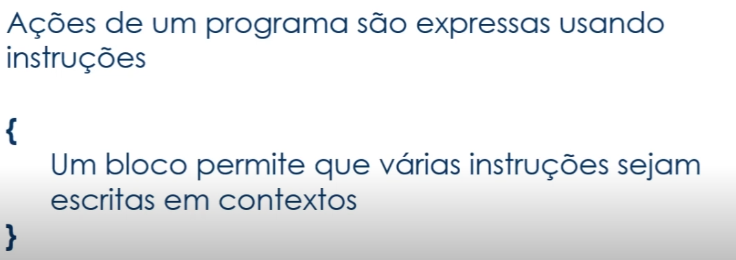 Ações de um programa são expressas usando
instruções
{
Um bloco permite que várias instruções sejam
escritas em contextos
}